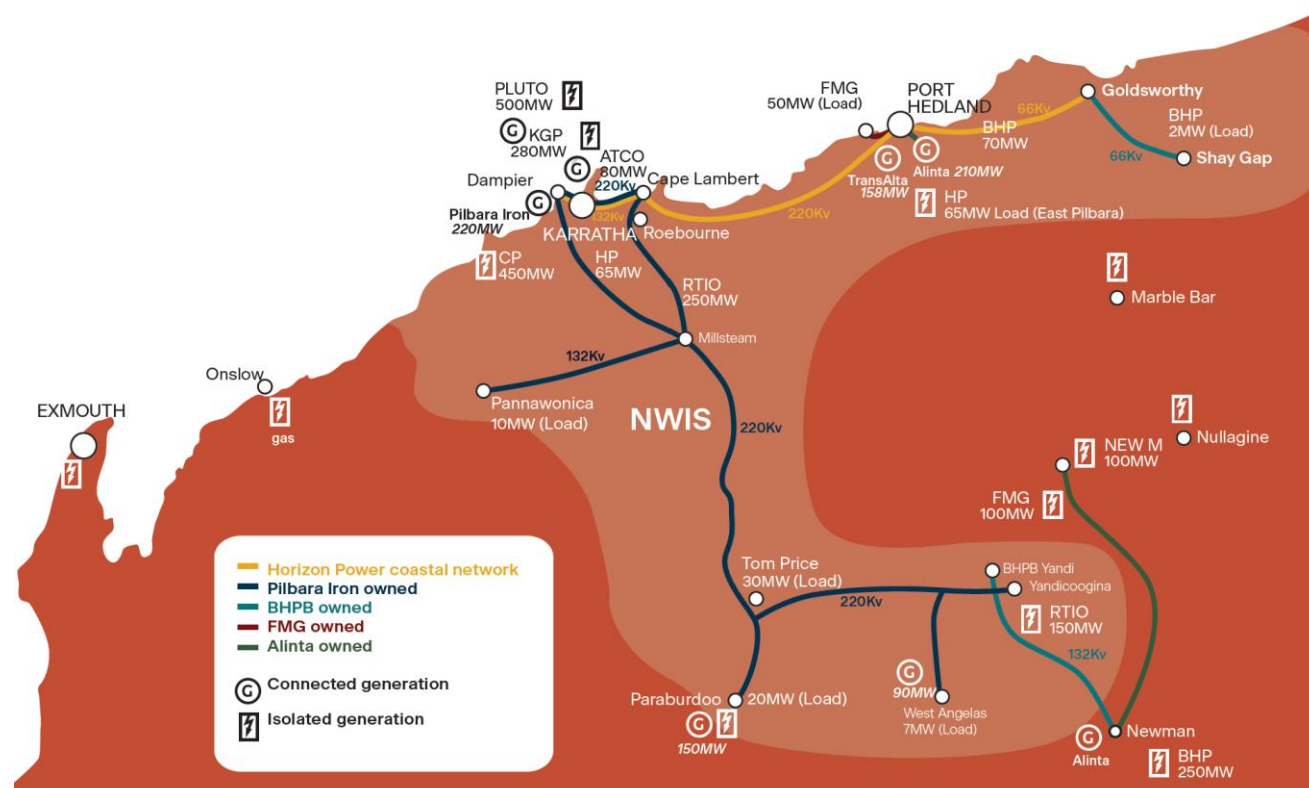 PLUTO
500MW
G
KGP
280MW
G
ATCO
80MW
220Kv
Dampier
Cape Lambert
G
Pilbara Iron
220MW
132Kv
KARRATHA
Roebourne
CP
450MW
HP
65MW
RTIO
250MW
FMG
50MW (Load)
PORT
HEDLAND
66Kv
BHP
70MW
Goldsworthy
BHP
2MW (Load)
66Kv
Shay Gap
G
TransAlta
158MW
G
Alinta 210MW
HP
65MW Load (East Pilbara)
220Kv
Marble Bar
Millsteam
132Kv
Onslow
gas
EXMOUTH
Pannawonica
10MW (Load)
NWIS
220Kv
Nullagine
NEW M
100MW
FMG
100MW
Tom Price
30MW (Load)
220Kv
BHPB Yandi
Yandicoogina
RTIO
150MW
132Kv
Paraburdoo
20MW (Load)
G
150MW
G
90MW
West Angelas
7MW (Load)
G
Alinta
Newman
BHP
250MW
Horizon Power coastal network
Pilbara Iron owned
BHPB owned
FMG owned
Alinta owned
G
Connected generation
Isolated generation